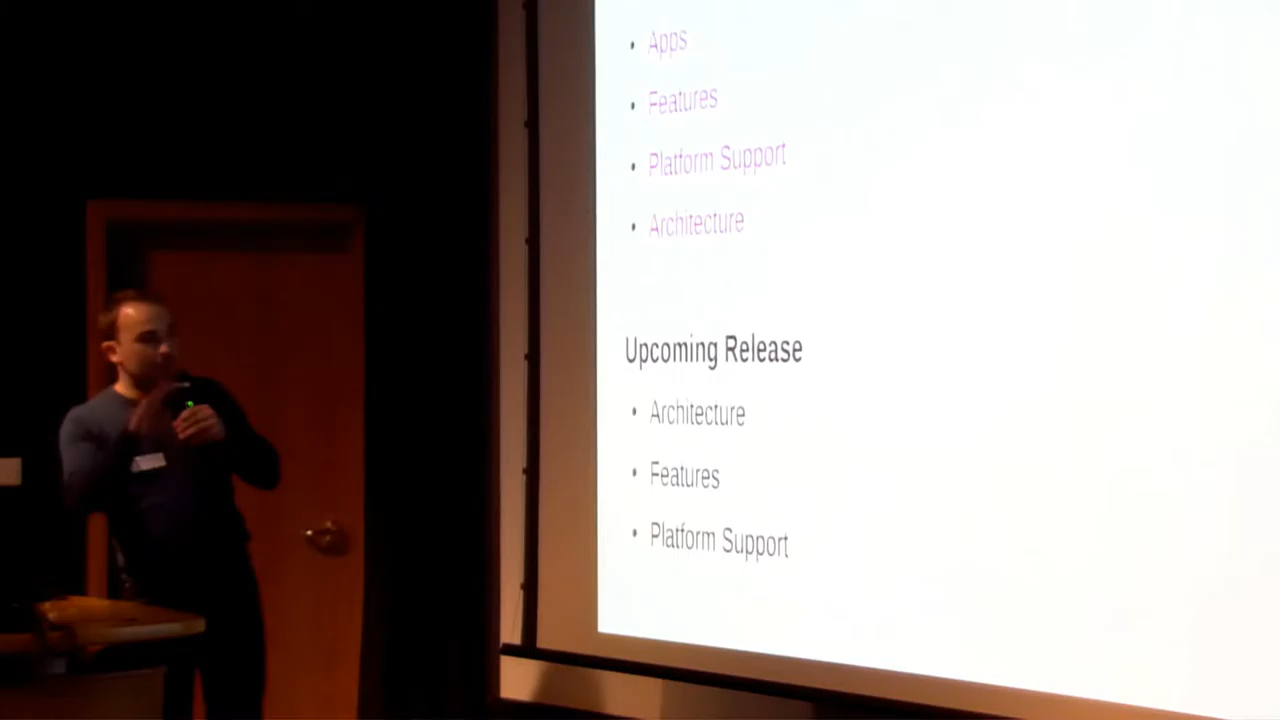 • Apps
• Features
• Platform Support
• Architecture
Upcoming Release
• Architecture
• Features
• Platform Support